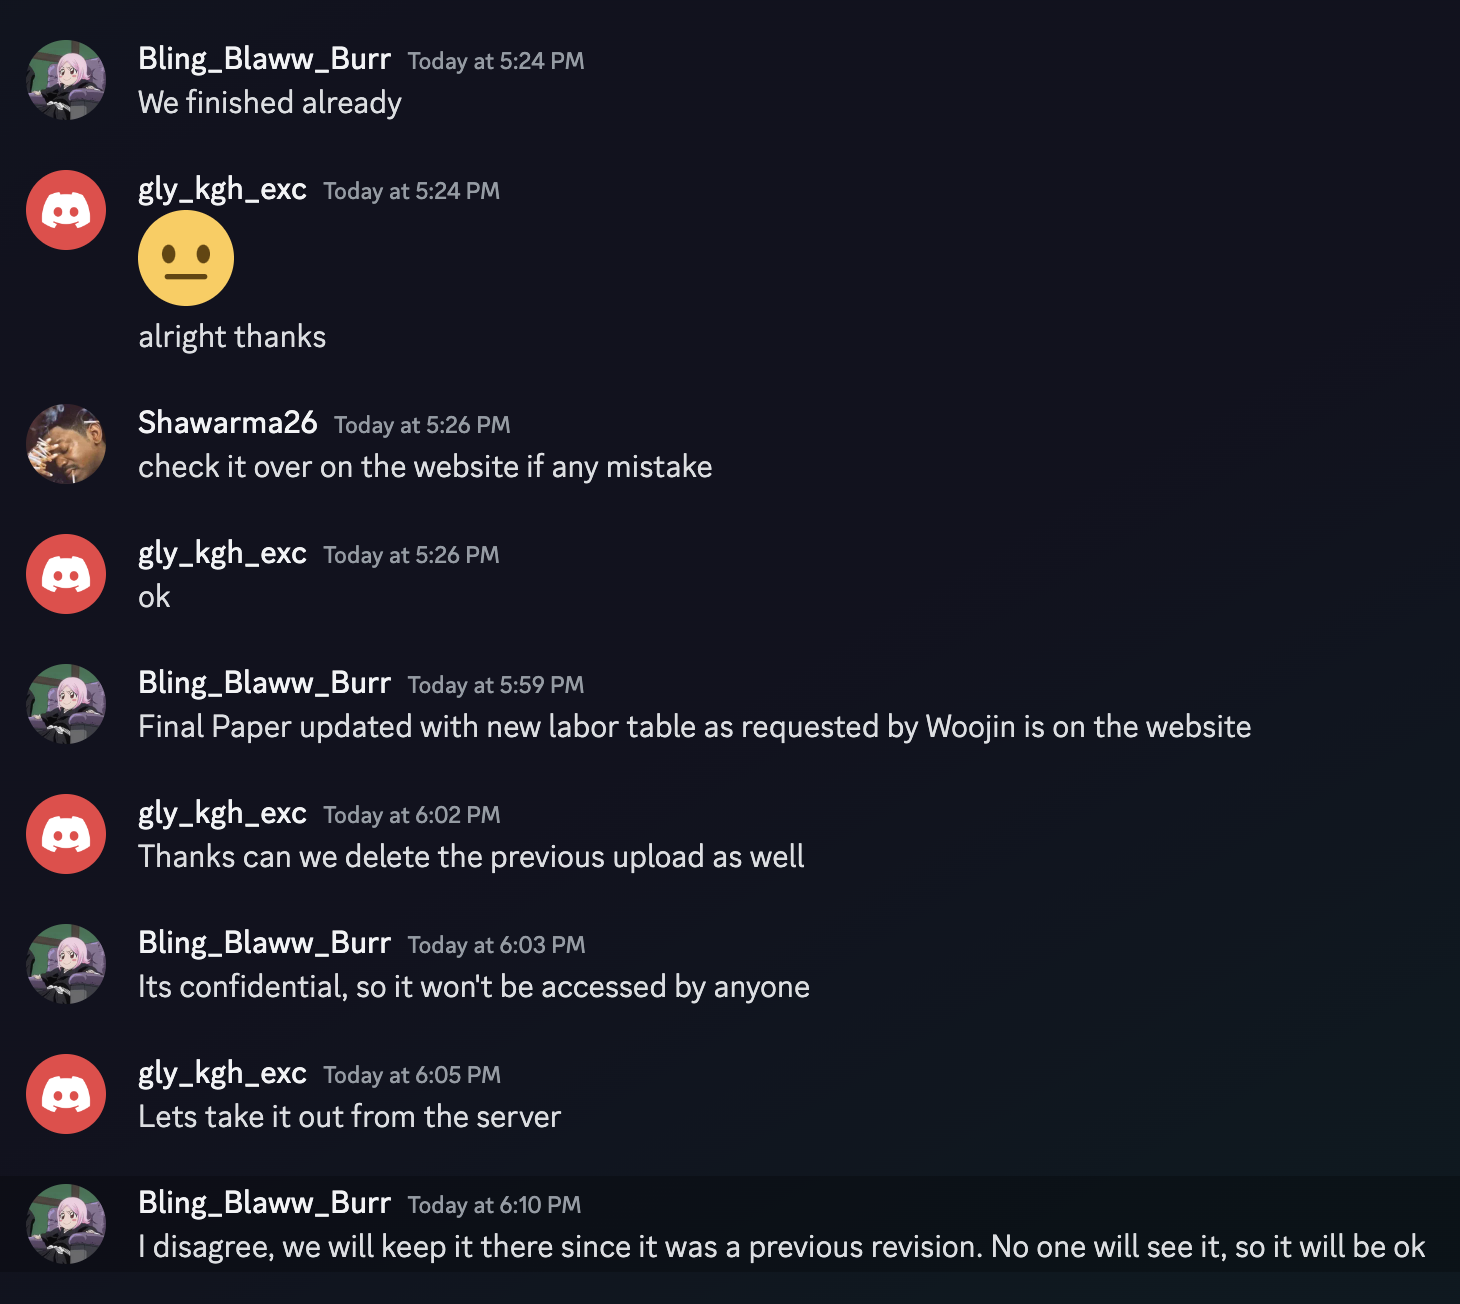 Bling_Blaww_Burr Today at 5:24 PM
We finished already
gly_kgh_exc Today at 5:24 PM
alright thanks
Shawarma26 Today at 5:26 PM
check it over on the website if any mistake
gly_kgh_exc Today at 5:26 PM
ok
Bling_Blaww_Burr Today at 5:59 PM
Final Paper updated with new labor table as requested by Woojin is on the website
gly_kgh_exc Today at 6:02 PM
Thanks can we delete the previous upload as well
Bling_Blaww_Burr Today at 6:03 PM
Its confidential, so it won't be accessed by anyone
gly_kgh_exc Today at 6:05 PM
Lets take it out from the server
Bling_Blaww_Burr Today at 6:10 PM
I disagree, we will keep it there since it was a previous revision. No one will see it, so it will be ok